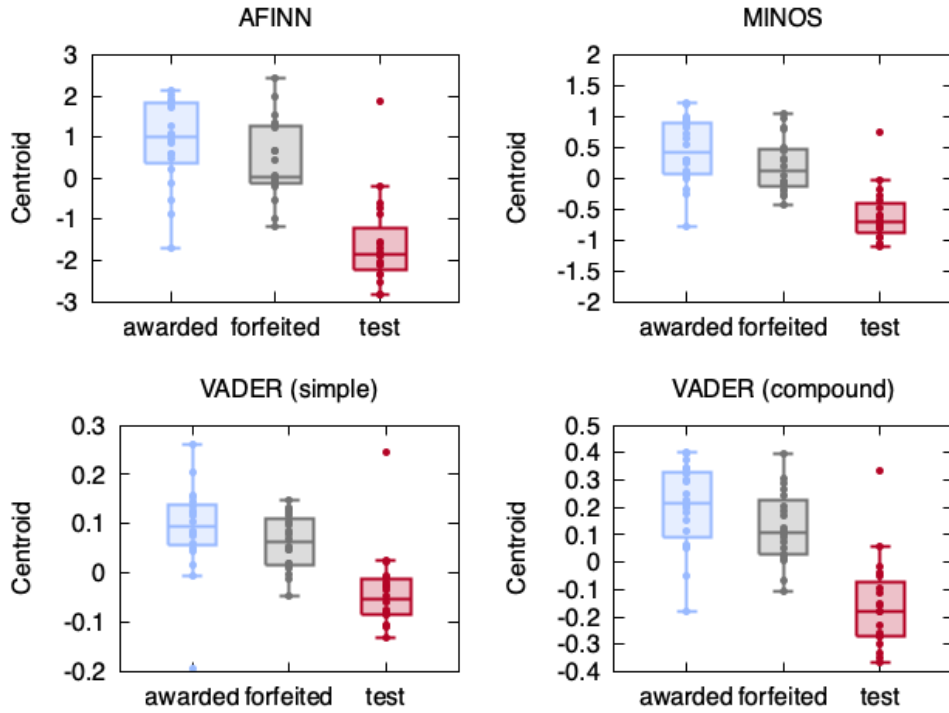 AFINN
Centroid
3
2
1
0
-1
-2
-3
awarded forfeited test
MINOS
Centroid
2
1.5
1
0.5
0
-0.5
-1
-1.5
-2
awarded forfeited test
VADER (simple)
Centroid
0.3
0.2
0.1
0
-0.1
-0.2
awarded forfeited test
VADER (compound)
Centroid
0.5
0.4
0.3
0.2
0.1
0
-0.1
-0.2
-0.3
-0.4
awarded forfeited test